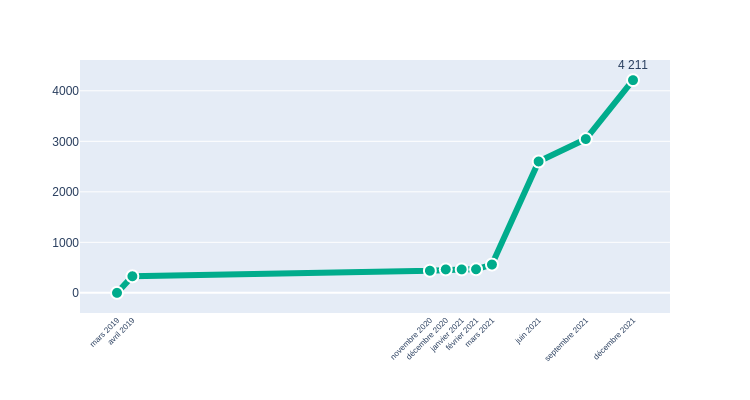 4 211
4000
3000
2000
1000
0
mars 2019
avril 2019
novembre 2020
décembre 2020
janvier 2021
février 2021
mars 2021
juin 2021
septembre 2021
décembre 2021